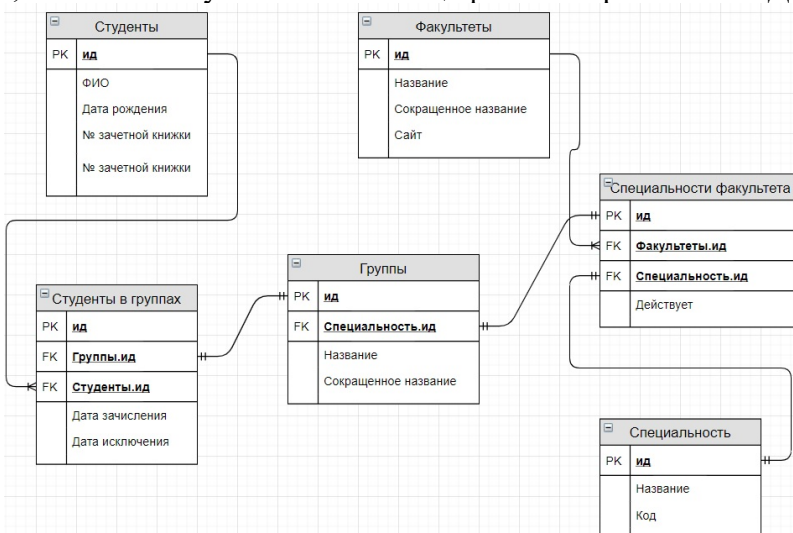 Студенты
PK ид
ФИО
Дата рождения
№ зачетной книжки
№ зачетной книжки
Факультеты
PK ид
Название
Сокращенное название
Сайт
Специальности факультета
PK ид
FK Факультеты.ид
FK Специальность.ид
Действует
Группы
PK ид
FK Специальность.ид
Название
Сокращенное название
Студенты в группах
PK ид
FK Группы.ид
FK Студенты.ид
Дата зачисления
Дата исключения
Специальность
PK ид
Название
Код